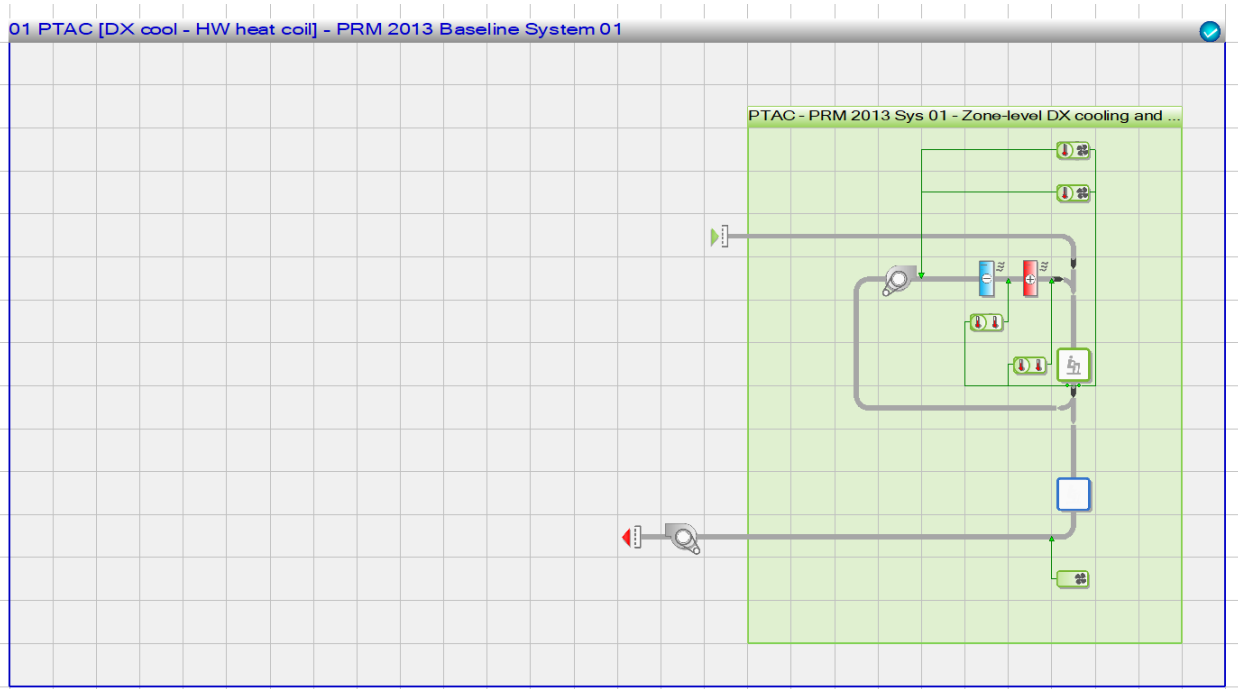 01 PTAC [DX cool - HW heat coil] - PRM 2013 Baseline System 01
PTAC - PRM 2013 Sys 01 - Zone-level DX cooling and ...